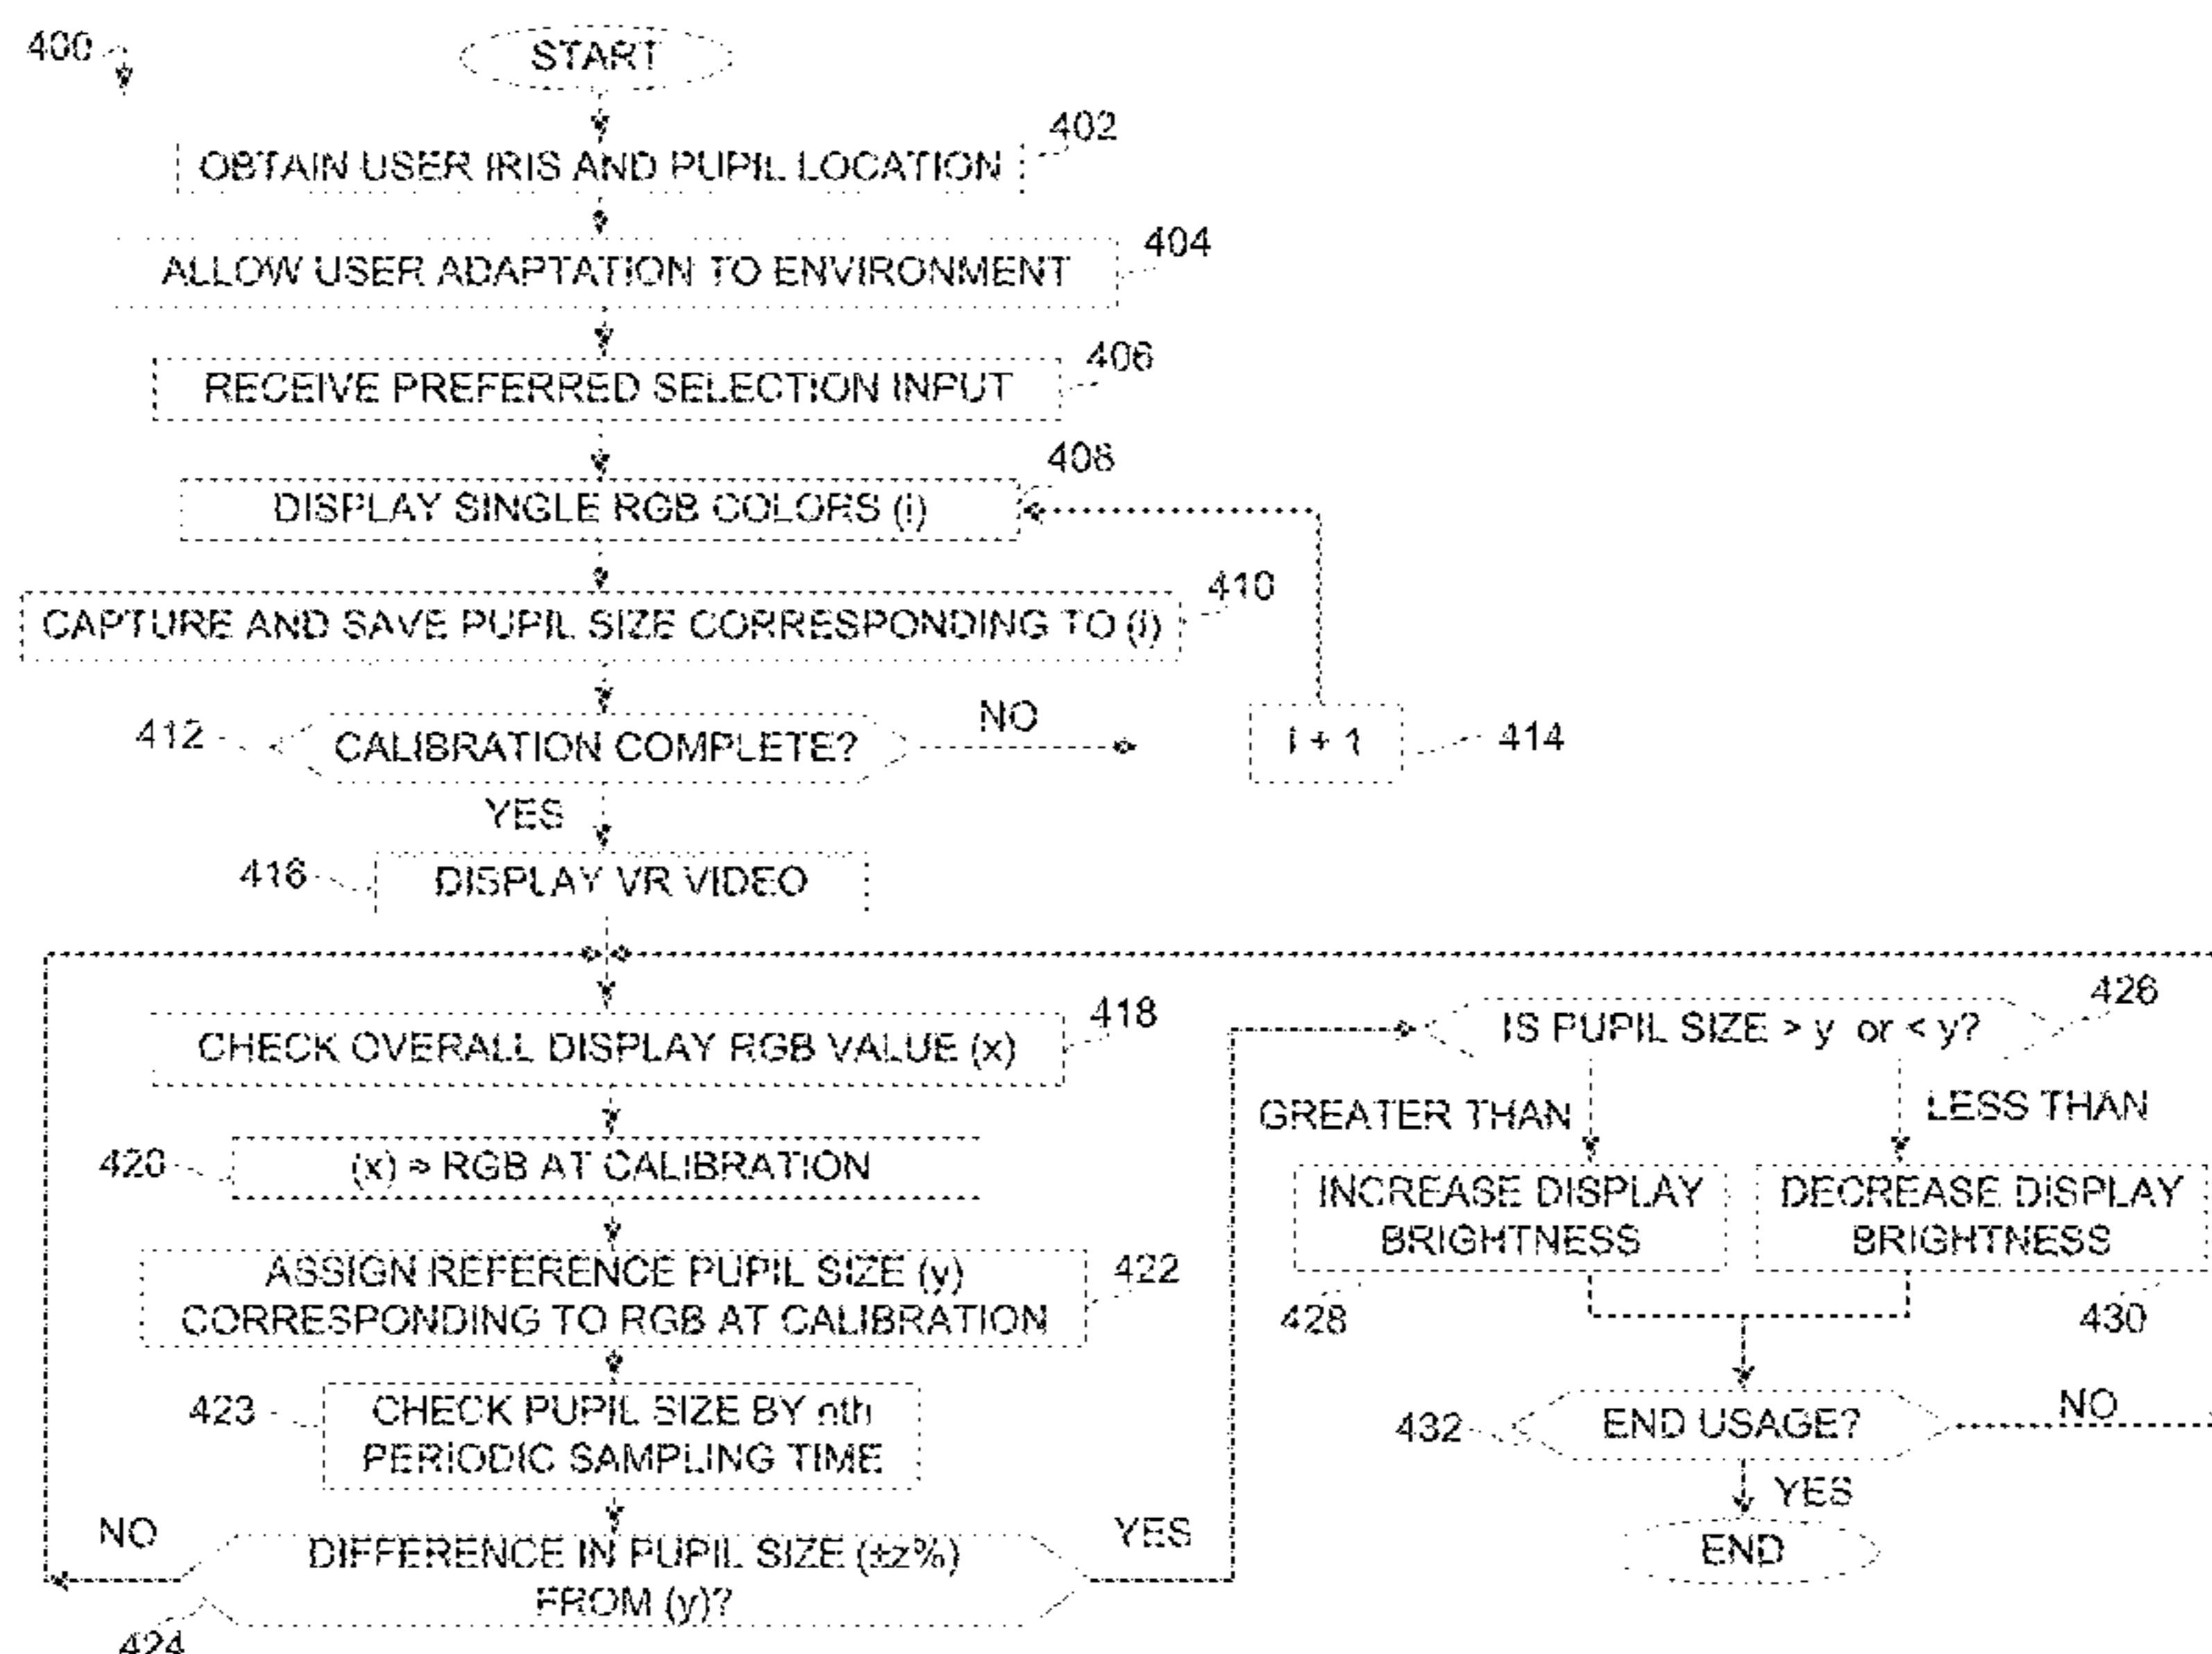 400
START
402
OBTAIN USER IRIS AND PUPIL LOCATION
404
ALLOW USER ADAPTATION TO ENVIRONMENT
406
RECEIVE PREFERRED SELECTION INPUT
408
DISPLAY SINGLE RGB COLORS (i)
410
CAPTURE AND SAVE PUPIL SIZE CORRESPONDING TO (i)
412
CALIBRATION COMPLETE?
NO
i + 1
414
YES
416
DISPLAY VR VIDEO
418
CHECK OVERALL DISPLAY RGB VALUE (x)
420
(x) ⇒ RGB AT CALIBRATION
ASSIGN REFERENCE PUPIL SIZE (y)
CORRESPONDING TO RGB AT CALIBRATION
422
423
CHECK PUPIL SIZE BY nth
PERIODIC SAMPLING TIME
NO
DIFFERENCE IN PUPIL SIZE (±z%)
FROM (y)?
YES
424
426
IS PUPIL SIZE > y or < y?
GREATER THAN
LESS THAN
INCREASE DISPLAY
BRIGHTNESS
DECREASE DISPLAY
BRIGHTNESS
428
430
432
END USAGE?
NO
YES
END